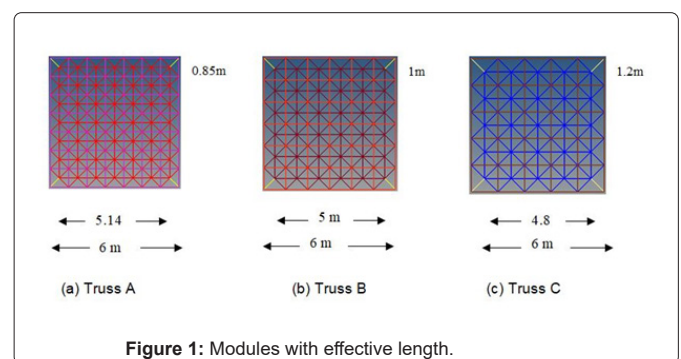 0.85m 1m 1.2m
5.14 5 m 4.8
6 m 6 m 6 m
(a) Truss A (b) Truss B (c) Truss C
Figure 1: Modules with effective length.